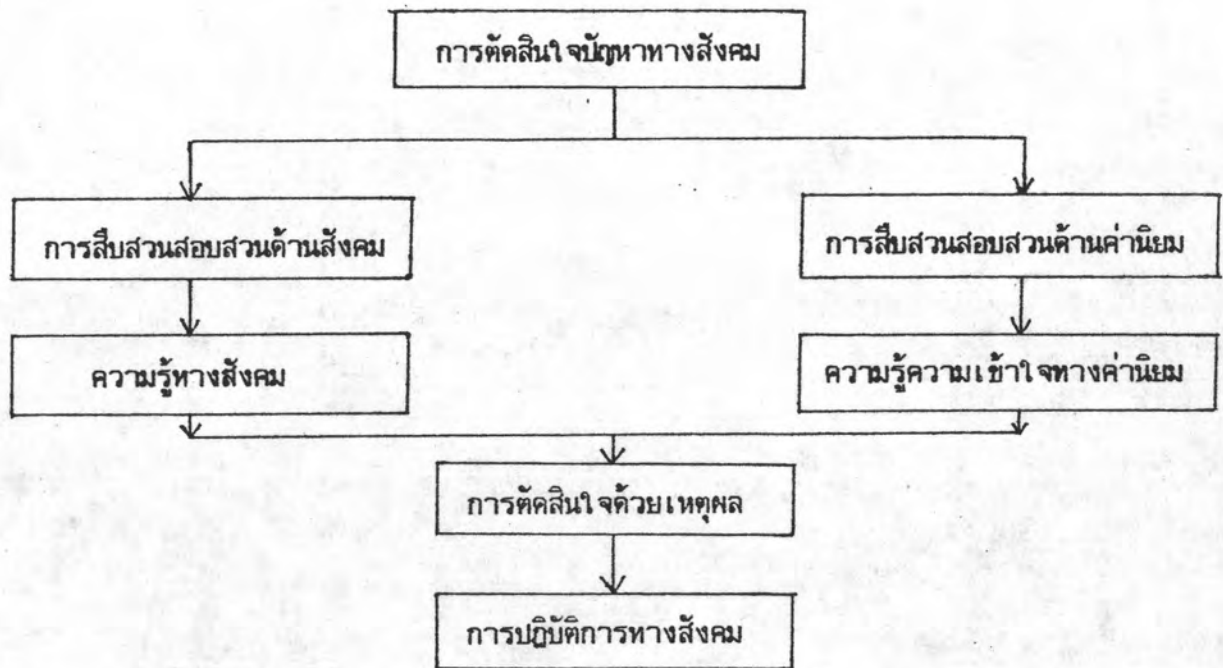 การตัดสินใจปัญหาทางสังคม
การสืบสวนสอบสวนด้านสังคม
การสืบสวนสอบสวนด้านค่านิยม
ความรู้ทางสังคม
ความรู้ความเข้าใจทางค่านิยม
การตัดสินใจด้วยเหตุผล
การปฏิบัติการทางสังคม